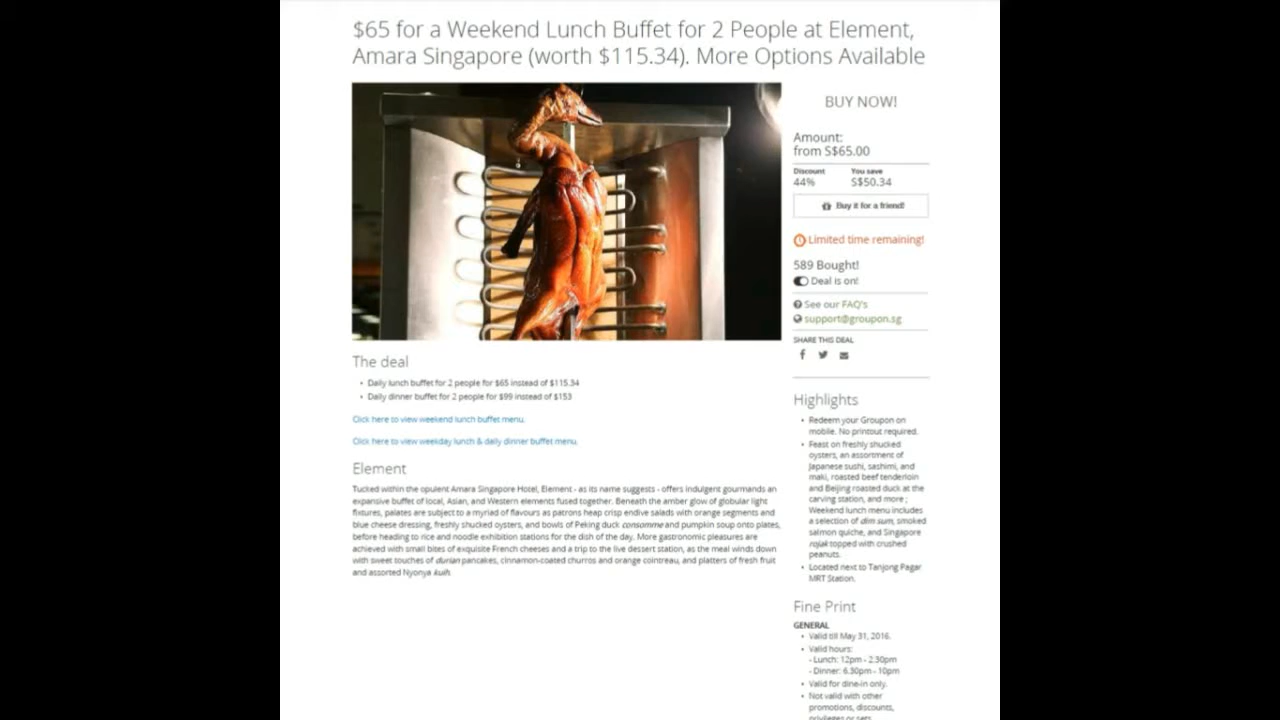 $65 for a Weekend Lunch Buffet for 2 People at Element,
Amara Singapore (worth $115.34). More Options Available
BUY NOW!
Amount:
from S$65.00
Discount You save
44% S$50.34
Buy it for a friend!
Limited time remaining!
589 Bought!
Deal is on!
See our FAQ's
support@groupon.sg
SHARE THIS DEAL
The deal
• Daily lunch buffet for 2 people for $65 instead of $115.34
• Daily dinner buffet for 2 people for $99 instead of $153
Click here to view weekend lunch buffet menu.
Click here to view weekday lunch & daily dinner buffet menu.
Element
Tucked within the opulent Amara Singapore Hotel, Element - as its name suggests - offers indulgent gourmands an
expansive buffet of local, Asian, and Western elements fused together. Beneath the amber glow of globular light
fixtures, palates are subject to a myriad of flavours as patrons heap crisp endive salads with orange segments and
blue cheese dressing, freshly shucked oysters, and bowls of Peking duck consomme and pumpkin soup onto plates,
before heading to rice and noodle exhibition stations for the dish of the day. More gastronomic pleasures are
achieved with small bites of exquisite French cheeses and a trip to the live dessert station, as the meal winds down
with sweet touches of durian pancakes, cinnamon-coated churros and orange cointreau, and platters of fresh fruit
and assorted Nyonya kuih
Highlights
• Redeem your Groupon on
mobile. No printout required.
• Feast on freshly shucked
oysters, an assortment of
Japanese sushi, sashimi, and
maki, roasted beef tenderloin
and Beijing roasted duck at the
carving station, and more ;
Weekend lunch menu includes
a selection of dim sum, smoked
salmon quiche, and Singapore
rojak topped with crushed
peanuts.
• Located next to Tanjong Pagar
MRT Station.
Fine Print
GENERAL
• Valid till May 31, 2016.
• Valid hours:
- Lunch: 12pm - 2.30pm
- Dinner: 6.30pm - 10pm
• Valid for dine-in only.
• Not valid with other
promotions, discounts,
privileges or sets